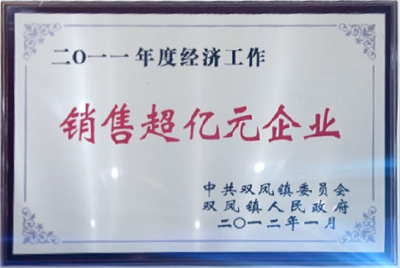 二〇一一年度经济工作
销售超亿元企业
中共双凤镇委员会
双凤镇人民政府
二〇一二年一月